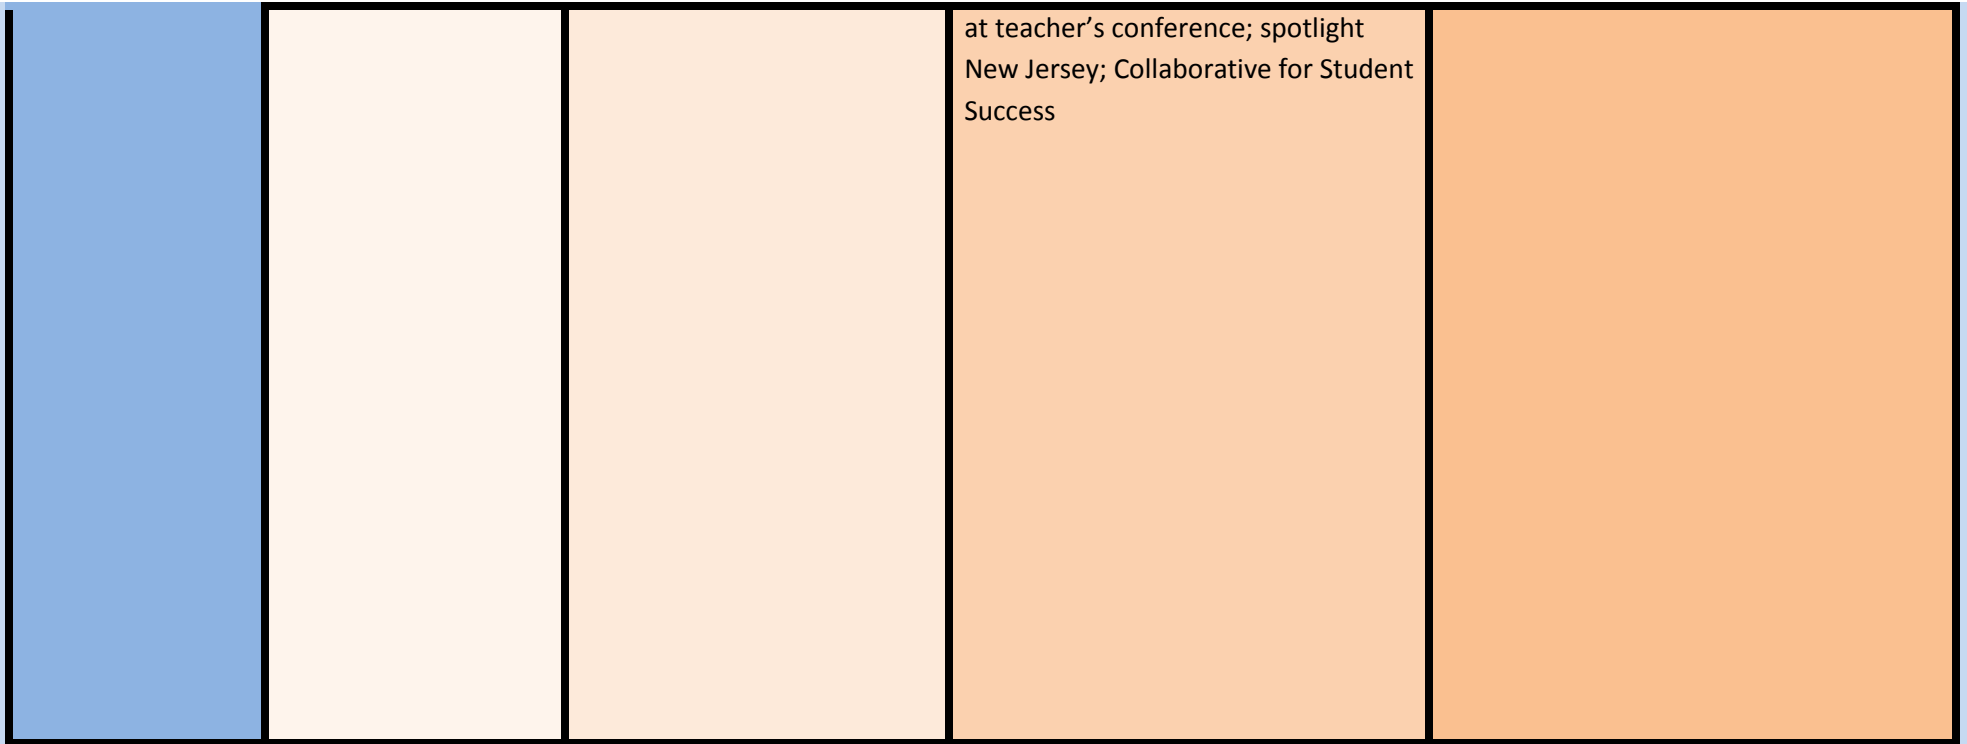 at teacher’s conference; spotlight
New Jersey; Collaborative for Student
Success